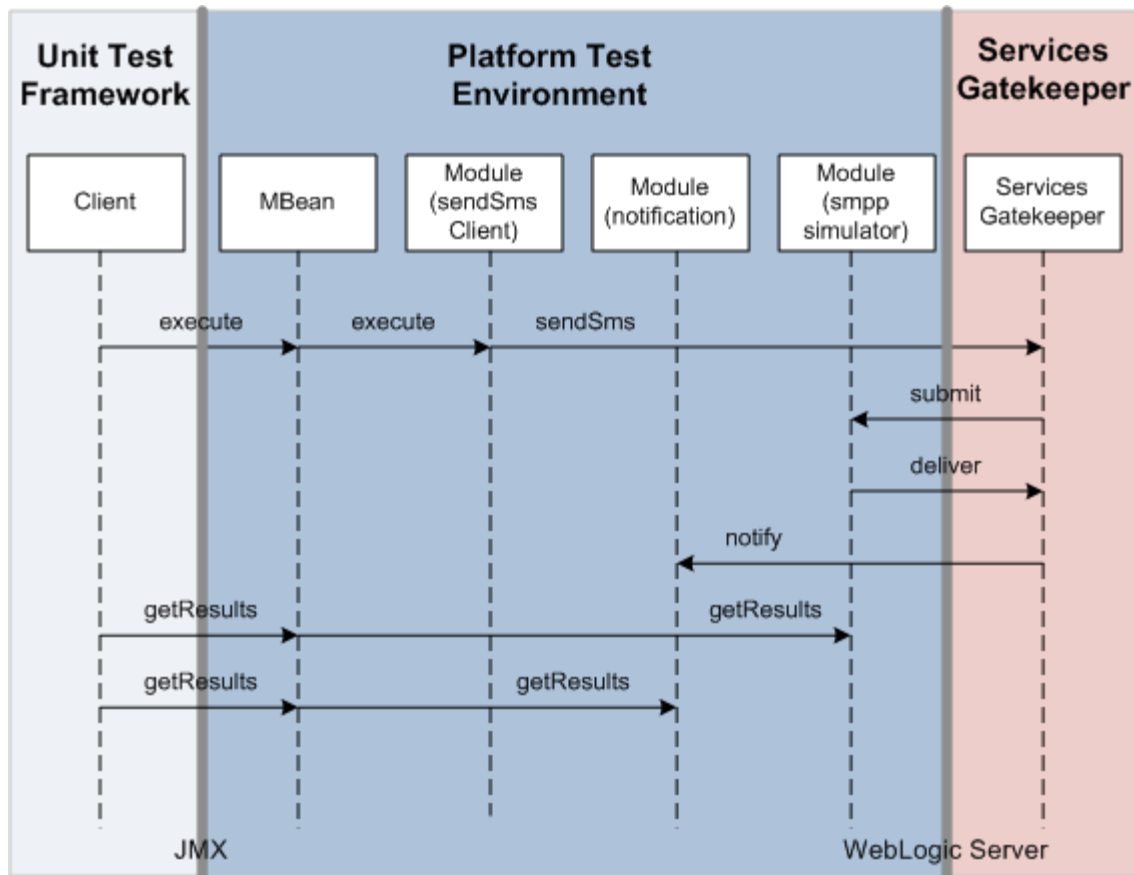 Unit Test
Framework
Platform Test
Environment
Services
Gatekeeper
Client
MBean
Module
(sendSms
Client)
Module
(notification)
Module
(smpp
simulator)
Services
Gatekeeper
execute
execute
sendSms
submit
deliver
notify
getResults
getResults
getResults
getResults
JMX
WebLogic Server